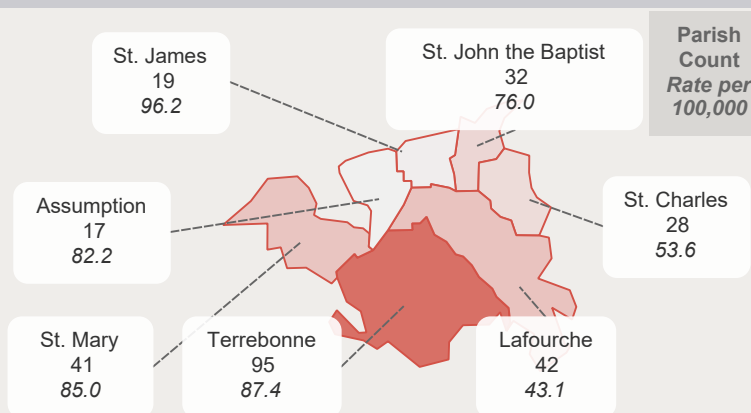 St. James
19
96.2
St. John the Baptist
32
76.0
Parish
Count
Rate per
100,000
Assumption
17
82.2
St. Charles
28
53.6
St. Mary
41
85.0
Terrebonne
95
87.4
Lafourche
42
43.1